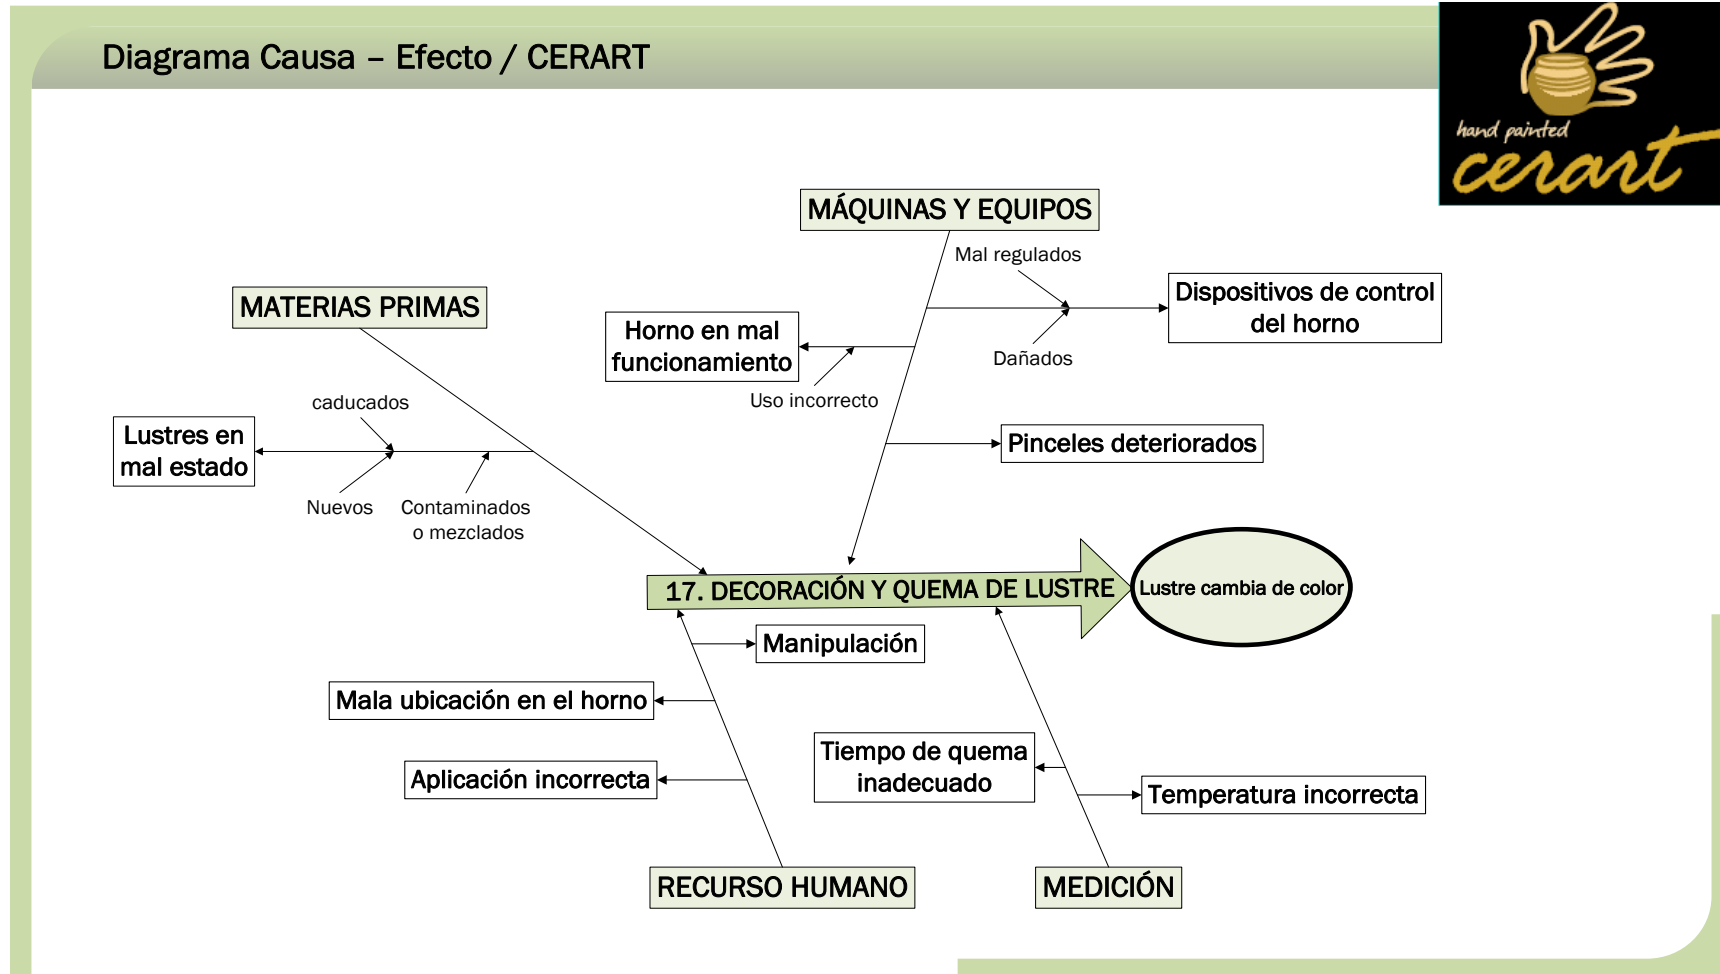 Diagrama Causa – Efecto / CERART
hand painted
cerart
MÁQUINAS Y EQUIPOS
Mal regulados
Dispositivos de control
del horno
MATERIAS PRIMAS
Horno en mal
funcionamiento
Dañados
Uso incorrecto
caducados
Lustres en
mal estado
Pinceles deteriorados
Nuevos
Contaminados
o mezclados
17. DECORACIÓN Y QUEMA DE LUSTRE
Lustre cambia de color
Manipulación
Mala ubicación en el horno
Tiempo de quema
inadecuado
Aplicación incorrecta
Temperatura incorrecta
RECURSO HUMANO
MEDICIÓN